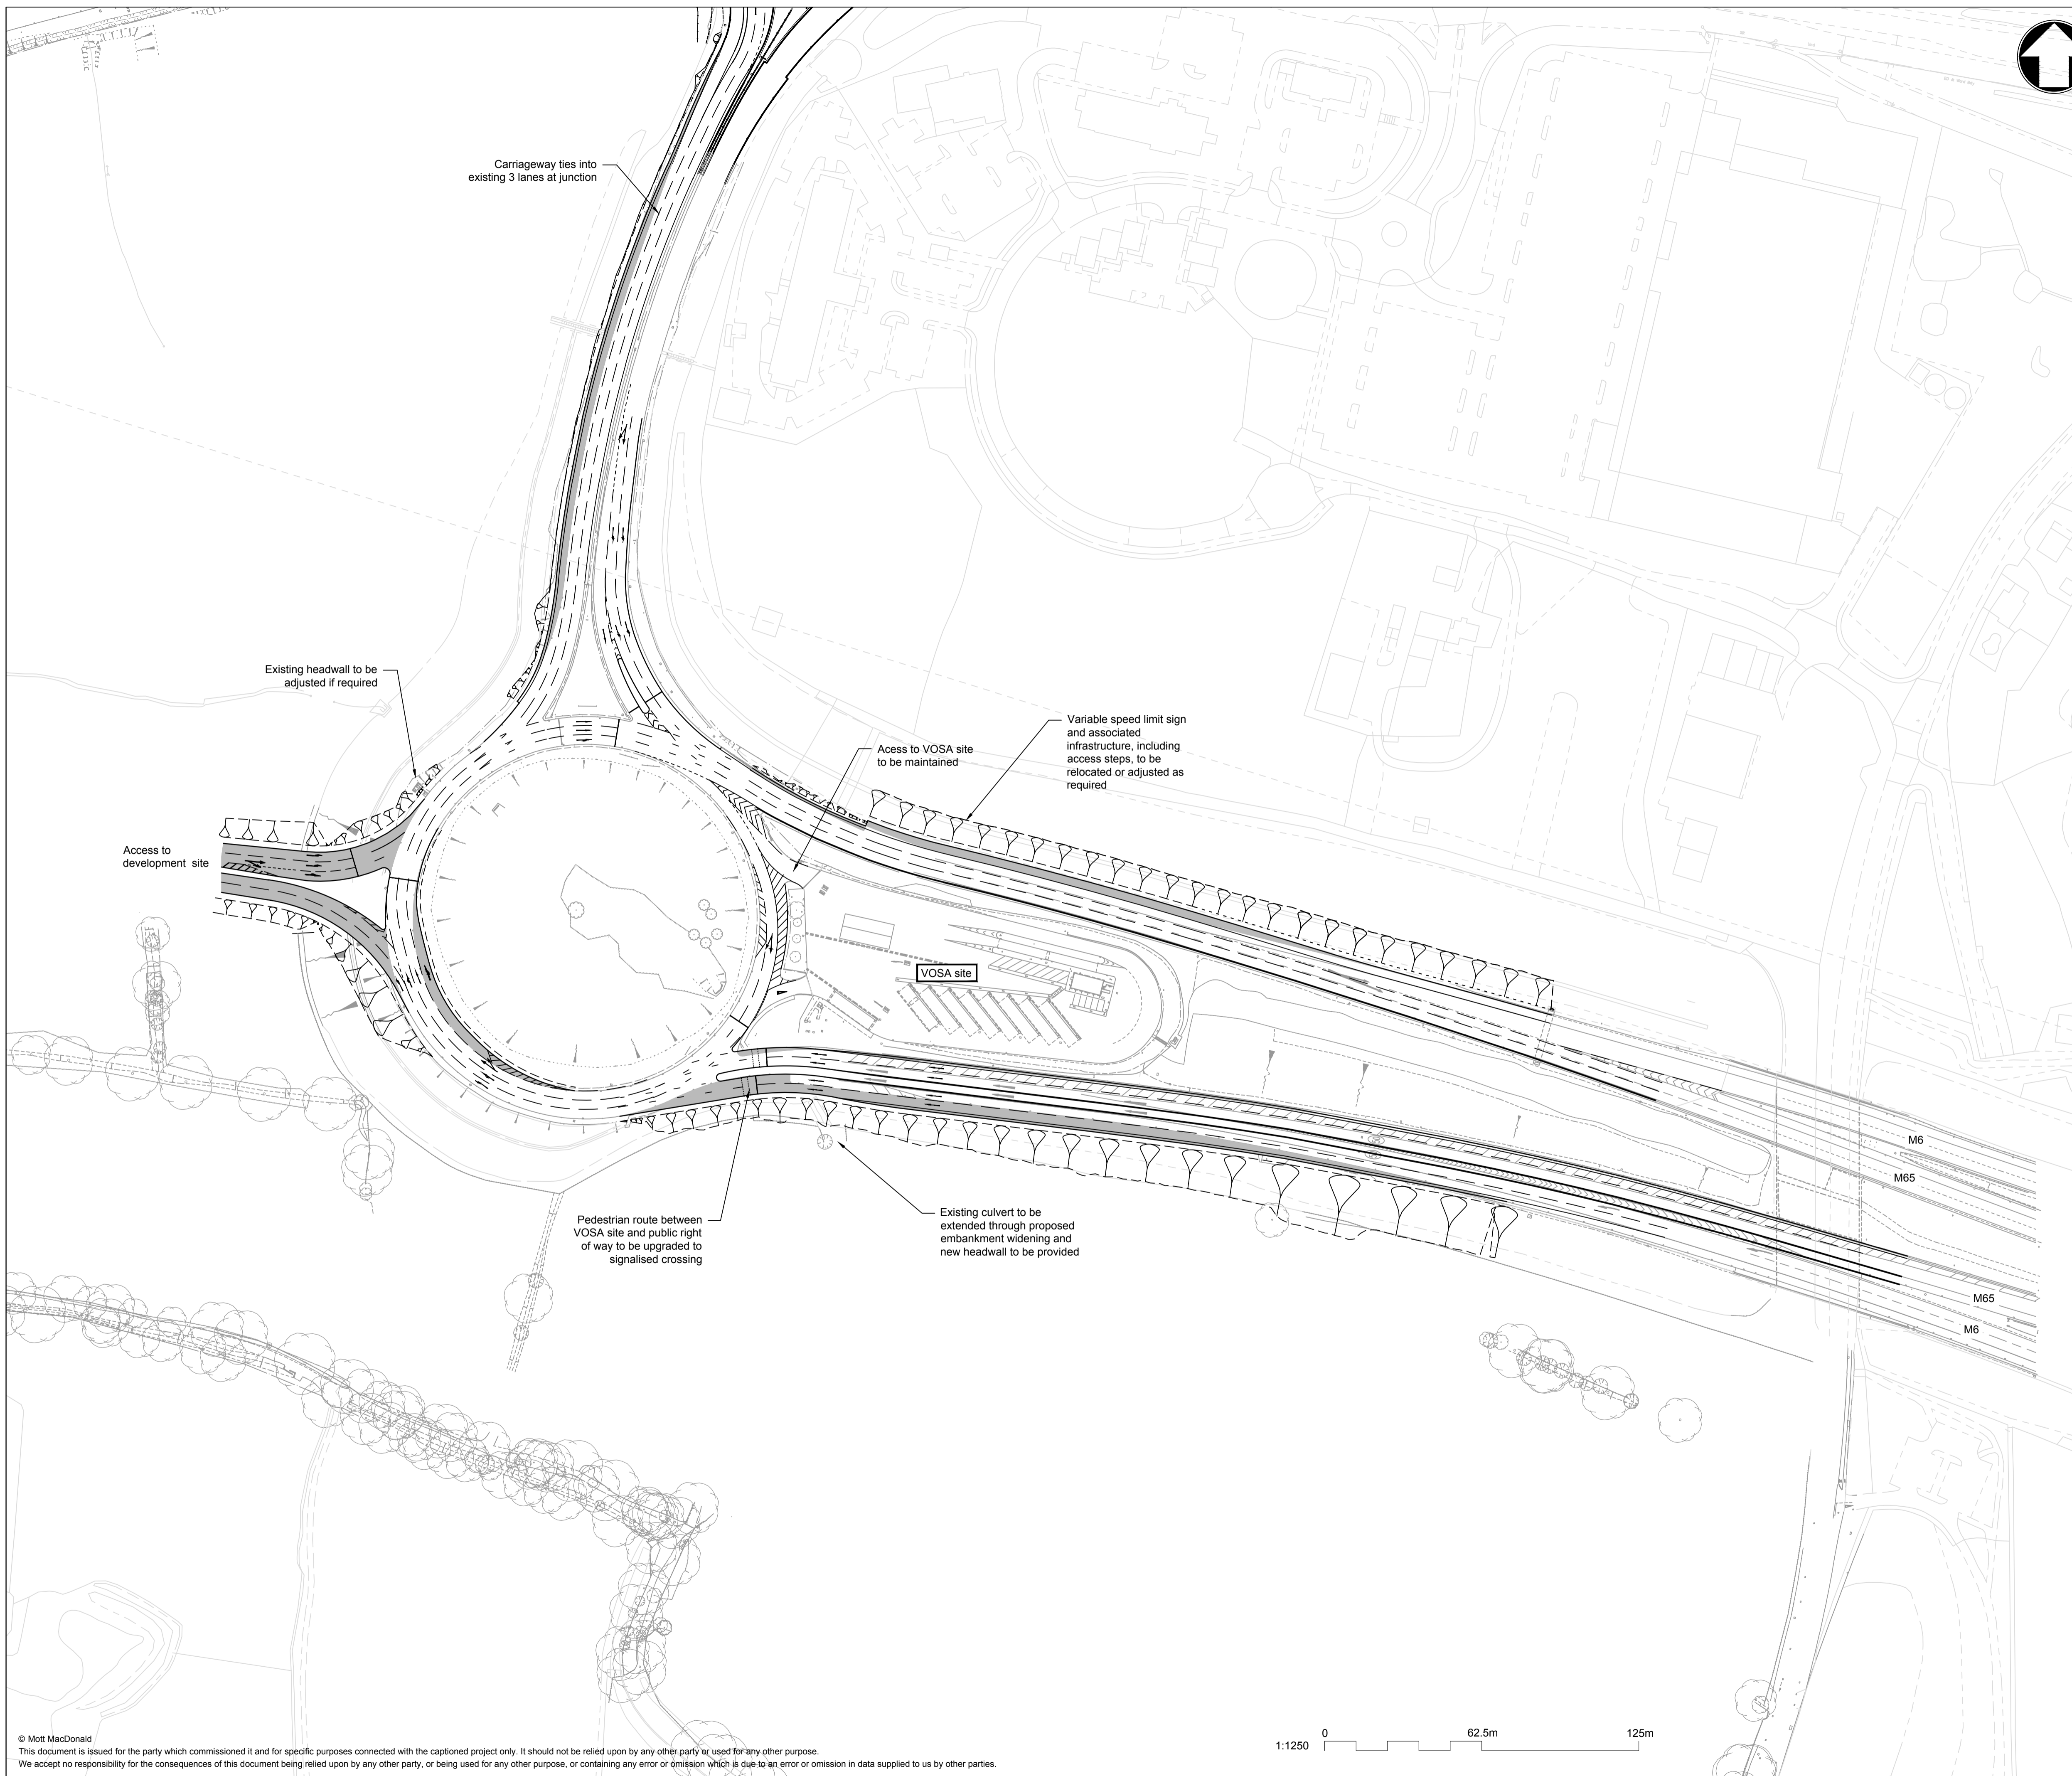 Carriageway ties into
existing 3 lanes at junction
Existing headwall to be
adjusted if required
Variable speed limit sign
and associated
infrastructure, including
access steps, to be
relocated or adjusted as
required
Acess to VOSA site
to be maintained
Access to
development site
VOSA site
M6
M65
Pedestrian route between
VOSA site and public right
of way to be upgraded to
signalised crossing
Existing culvert to be
extended through proposed
embankment widening and
new headwall to be provided
M65
M6
© Mott MacDonald
This document is issued for the party which commissioned it and for specific purposes connected with the captioned project only. It should not be relied upon by any other party or used for any other purpose.
We accept no responsibility for the consequences of this document being relied upon by any other party, or being used for any other purpose, or containing any error or omission which is due to an error or omission in data supplied to us by other parties.
1:1250
0 62.5m 125m